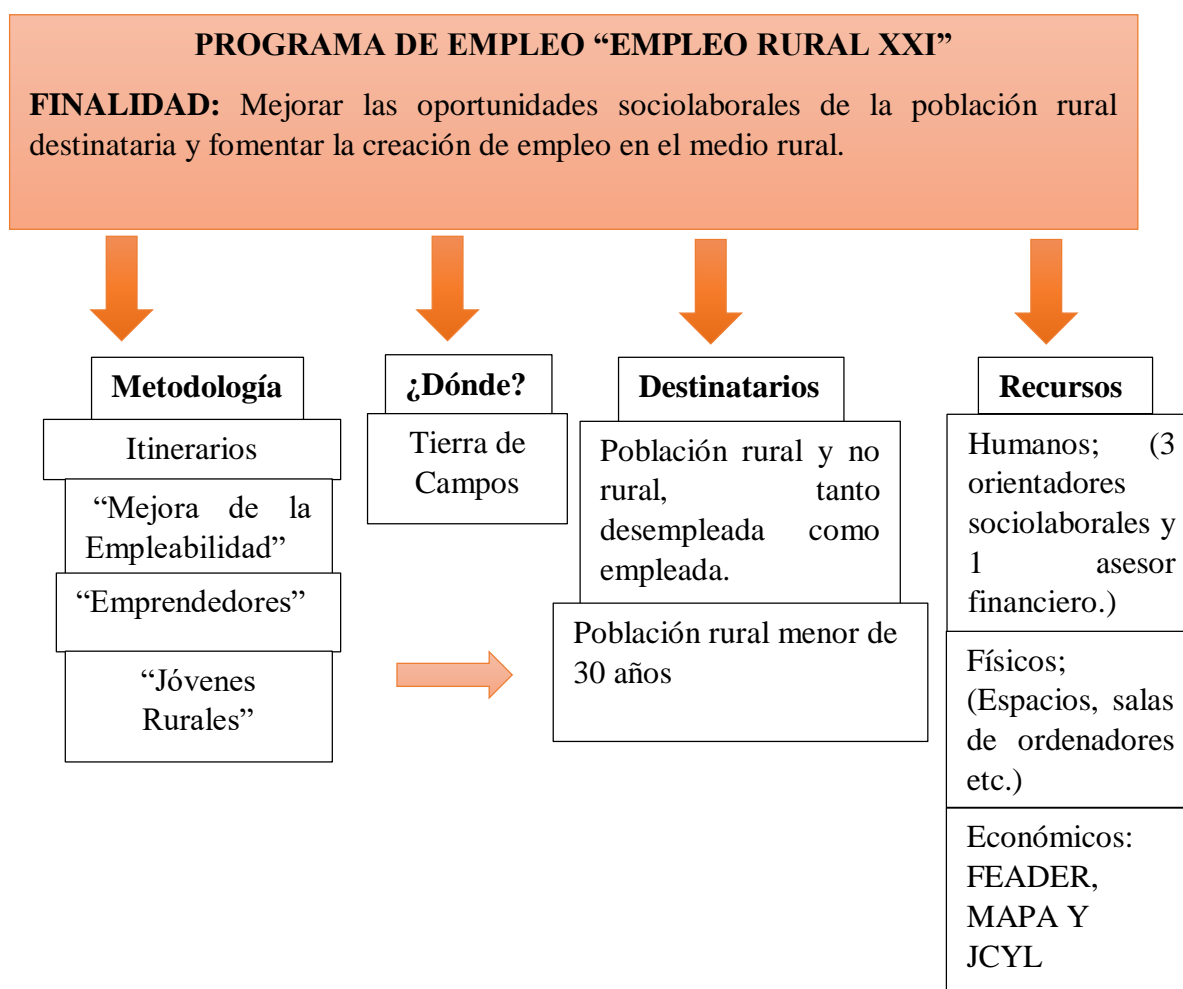 PROGRAMA DE EMPLEO “EMPLEO RURAL XXI”
FINALIDAD: Mejorar las oportunidades sociolaborales de la población rural
destinataria y fomentar la creación de empleo en el medio rural.
Metodología
Itinerarios
“Mejora de la
Empleabilidad”
“Emprendedores”
“Jóvenes
Rurales”
¿Dónde?
Tierra de
Campos
Destinatarios
Población rural y no
rural, tanto
desempleada como
empleada.
Población rural menor de
30 años
Recursos
Humanos; (3
orientadores
sociolaborales y
1 asesor
financiero.)
Físicos;
(Espacios, salas
de ordenadores
etc.)
Económicos:
FEADER,
MAPA Y
JCYL